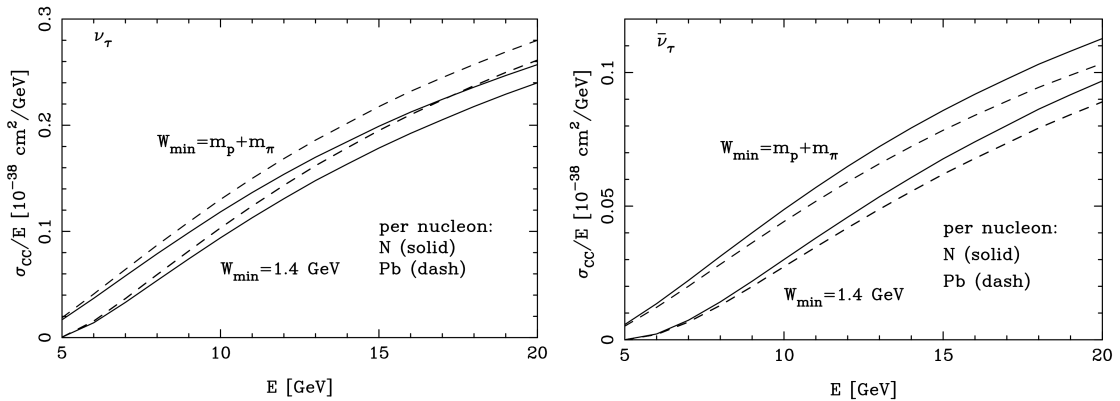 0.3
0.2
0.1
0
σ_CC/E [10^−38 cm^2/GeV]
ν_τ
W_min=m_p+m_π
W_min=1.4 GeV
per nucleon:
N (solid)
Pb (dash)
5 10 15 20
E [GeV]
0.1
0.05
0
σ_CC/E [10^−38 cm^2/GeV]
ν̄_τ
W_min=m_p+m_π
W_min=1.4 GeV
per nucleon:
N (solid)
Pb (dash)
5 10 15 20
E [GeV]